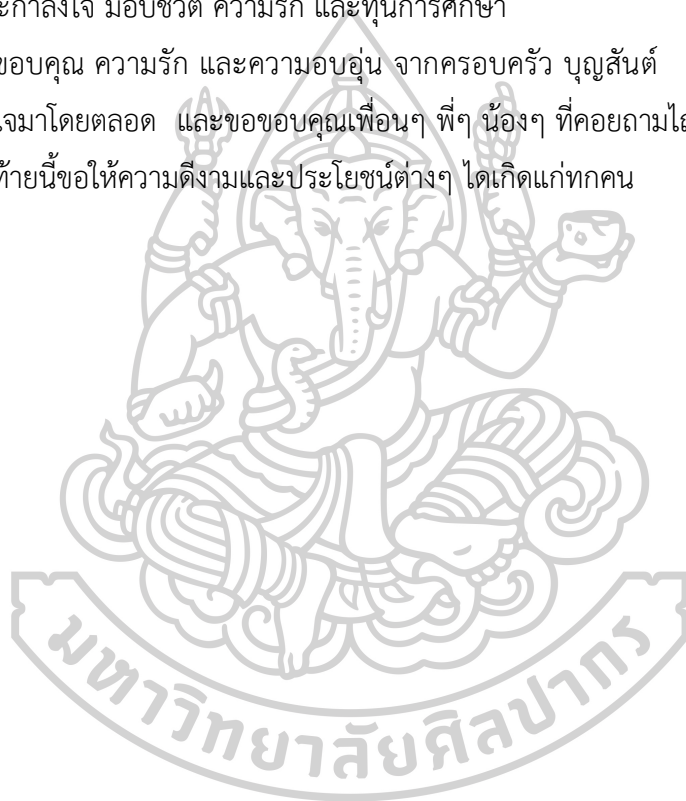 ะกำลังใจ มอบชีวิต ความรัก และทุนการศึกษา
ขอบคุณ ความรัก และความอบอุ่น จากครอบครัว บุญสันต์
ใจมาโดยตลอด และขอขอบคุณเพื่อนๆ พี่ๆ น้องๆ ที่คอยถามไถ
ท้ายนี้ขอให้ความดีงามและประโยชน์ต่างๆ ได้เกิดแก่ทุกคน
มหาวิทยาลัยศิลปากร